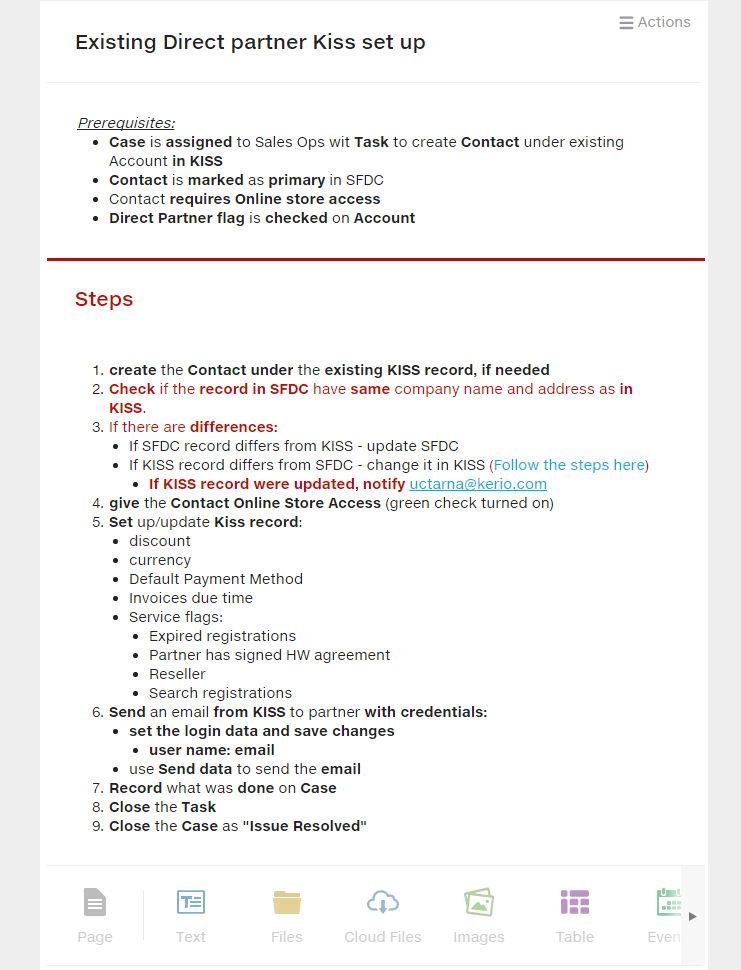 Actions
Existing Direct partner Kiss set up
Prerequisites:
Case is assigned to Sales Ops wit Task to create Contact under existing
Account in KISS
Contact is marked as primary in SFDC
Contact requires Online store access
Direct Partner flag is checked on Account
Steps
1. create the Contact under the existing KISS record, if needed
2. Check if the record in SFDC have same company name and address as in
KISS.
3. If there are differences:
If SFDC record differs from KISS - update SFDC
If KISS record differs from SFDC - change it in KISS (Follow the steps here)
If KISS record were updated, notify uctarna@kerio.com
4. give the Contact Online Store Access (green check turned on)
5. Set up/update Kiss record:
discount
currency
Default Payment Method
Invoices due time
Service flags:
Expired registrations
Partner has signed HW agreement
Reseller
Search registrations
6. Send an email from KISS to partner with credentials:
set the login data and save changes
user name: email
use Send data to send the email
7. Record what was done on Case
8. Close the Task
9. Close the Case as "Issue Resolved"
Page Text Files Cloud Files Images Table Even